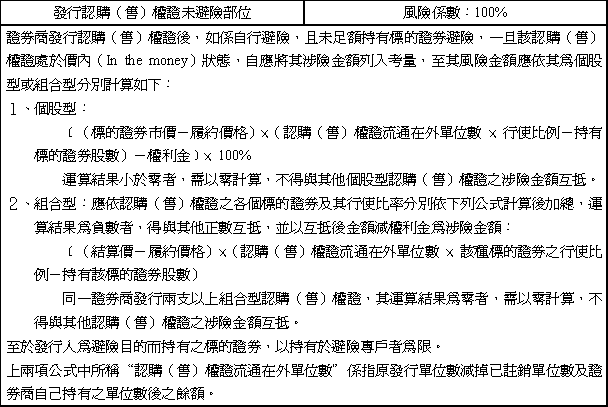 發行認購（售）權證未避險部位 風險係數：100%
證券商發行認購（售）權證後，如係自行避險，且未足額持有標的證券避險，一旦該認購（售）
權證處於價內（In the money）狀態，自應將其涉險金額列入考量，至其風險金額應依其為個股
型或組合型分別計算如下：
１、個股型：
﹝（標的證券市價－履約價格）×（認購（售）權證流通在外單位數 × 行使比例－持有
標的證券股數）－權利金﹞× 100%
運算結果小於零者，需以零計算，不得與其他個股型認購（售）權證之涉險金額互抵。
２、組合型：應依認購（售）權證之各個標的證券及其行使比率分別依下列公式計算後加總，運
算結果為負數者，得與其他正數互抵，並以互抵後金額減權利金為涉險金額：
﹝（結算價－履約價格）×（認購（售）權證流通在外單位數 × 該種標的證券之行使比
例－持有該標的證券股數﹞
同一證券商發行兩支以上組合型認購（售）權證，其運算結果為零者，需以零計算，不
得與其他認購（售）權證之涉險金額互抵。
至於發行人為避險目的而持有之標的證券，以持有於避險專戶者為限。
上兩項公式中所稱“認購（售）權證流通在外單位數”係指原發行單位數減掉已註銷單位數及證
券商自己持有之單位數後之餘額。